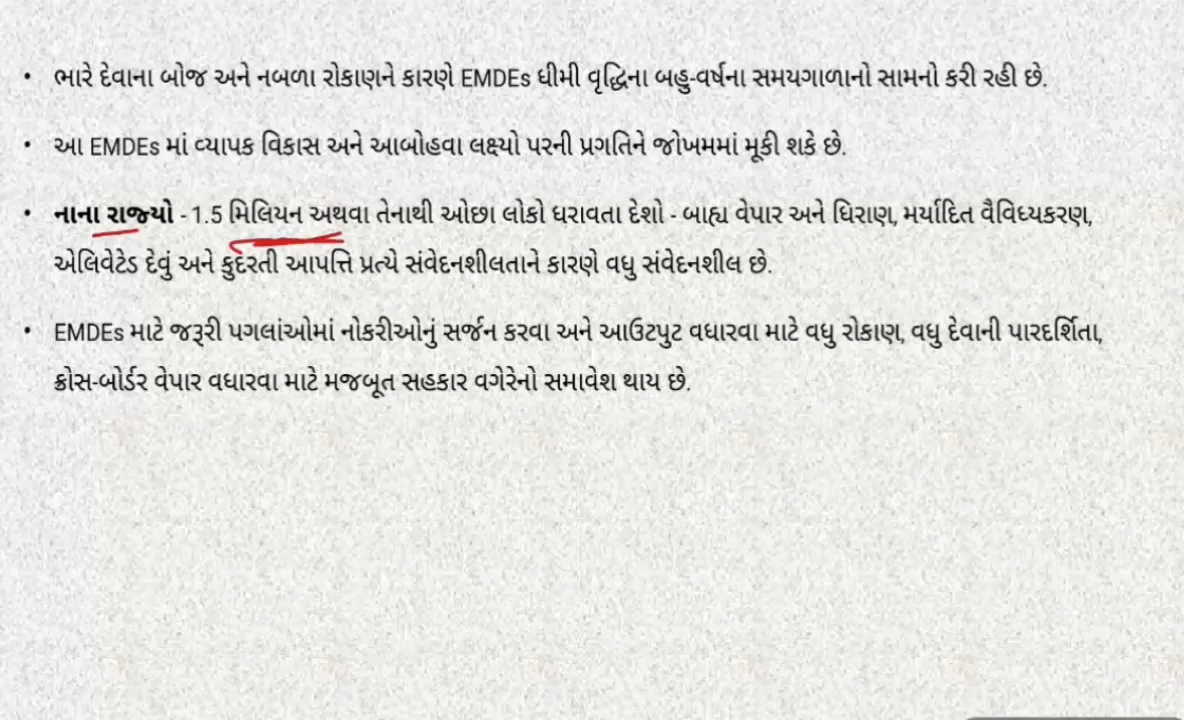 • ભારે દેવાના બોજ અને નબળા રોકાણને કારણે EMDEs ધીમી વૃદ્ધિના બહુ-વર્ષના સમયગાળાનો સામનો કરી રહી છે.
• આ EMDEs માં વ્યાપક વિકાસ અને આબોહવા લક્ષ્યો પરની પ્રગતિને જોખમમાં મૂકી શકે છે.
• નાના રાજ્યો - 1.5 મિલિયન અથવા તેનાથી ઓછા લોકો ધરાવતા દેશો - બાહ્ય વેપાર અને ધિરાણ, મર્યાદિત વૈવિધ્યકરણ,
એલિવેટેડ દેવું અને કુદરતી આપત્તિ પ્રત્યે સંવેદનશીલતાને કારણે વધુ સંવેદનશીલ છે.
• EMDEs માટે જરૂરી પગલાંઓમાં નોકરીઓનું સર્જન કરવા અને આઉટપુટ વધારવા માટે વધુ રોકાણ, વધુ દેવાની પારદર્શિતા,
ક્રોસ-બોર્ડર વેપાર વધારવા માટે મજબૂત સહકાર વગેરેનો સમાવેશ થાય છે.